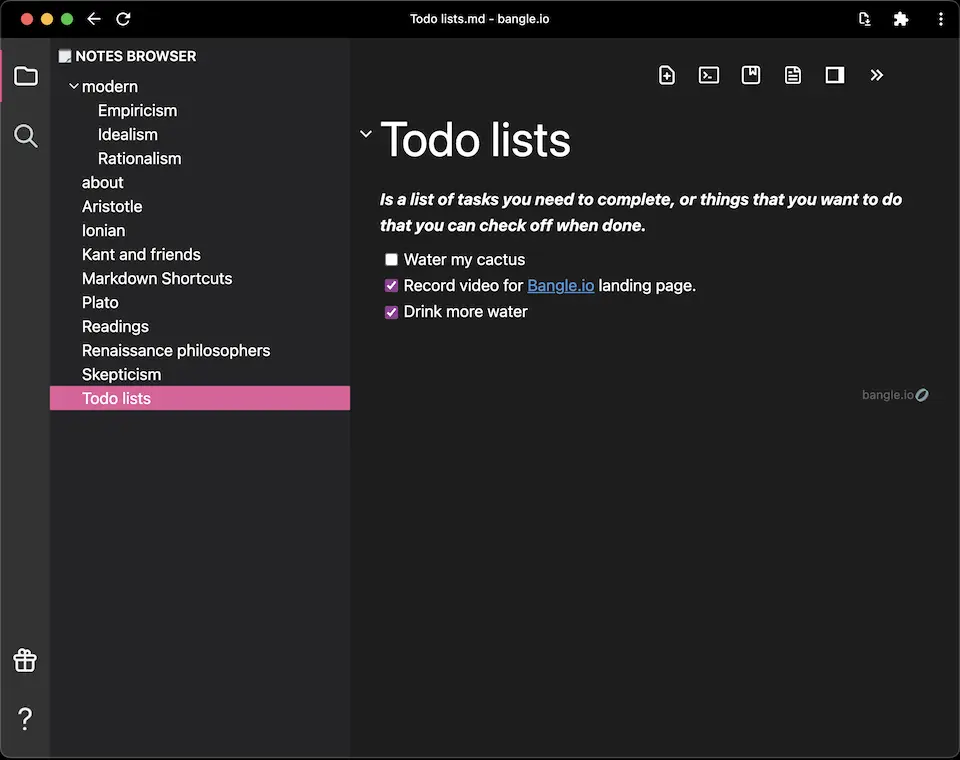 Todo lists.md - bangle.io
NOTES BROWSER
modern
Empiricism
Idealism
Rationalism
about
Aristotle
Ionian
Kant and friends
Markdown Shortcuts
Plato
Readings
Renaissance philosophers
Skepticism
Todo lists
Todo lists
Is a list of tasks you need to complete, or things that you want to do
that you can check off when done.
Water my cactus
Record video for Bangle.io landing page.
Drink more water
bangle.io